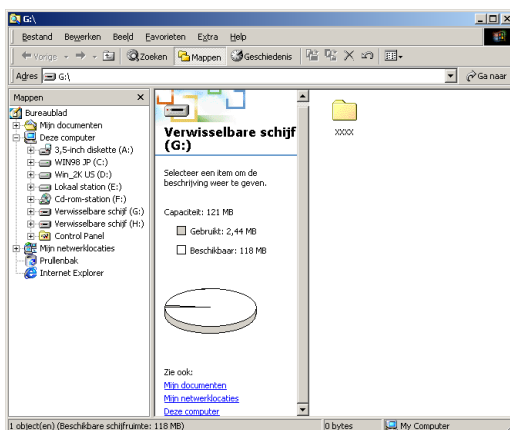 G:\
Bestand Bewerken Beeld Favorieten Extra Help
Vorige Zoeken Mappen Geschiedenis
Adres G:\ Ga naar
Mappen
Bureaublad
Mijn documenten
Deze computer
3,5-inch diskette (A:)
WIN98 JP (C:)
Win_2K US (D:)
Lokaal station (E:)
Cd-rom-station (F:)
Verwisselbare schijf (G:)
Verwisselbare schijf (H:)
Control Panel
Mijn netwerklocaties
Prullenbak
Internet Explorer
Verwisselbare schijf
(G:)
Selecteer een item om de
beschrijving weer te geven.
Capaciteit: 121 MB
Gebruikt: 2,44 MB
Beschikbaar: 118 MB
Zie ook:
Mijn documenten
Mijn netwerklocaties
Deze computer
xxxx
1 object(en) (Beschikbare schijfruimte: 118 MB) 0 bytes My Computer